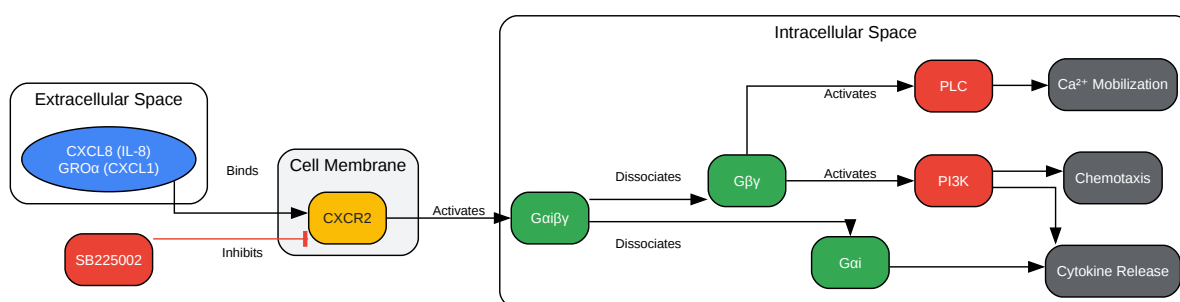 Intracellular Space
Extracellular Space
CXCL8 (IL-8)
GROα (CXCL1)
Binds
Cell Membrane
CXCR2
SB225002
Inhibits
Activates
Gαiβγ
Dissociates
Dissociates
Gβγ
Gαi
Activates
Activates
PLC
PI3K
Ca²⁺ Mobilization
Chemotaxis
Cytokine Release